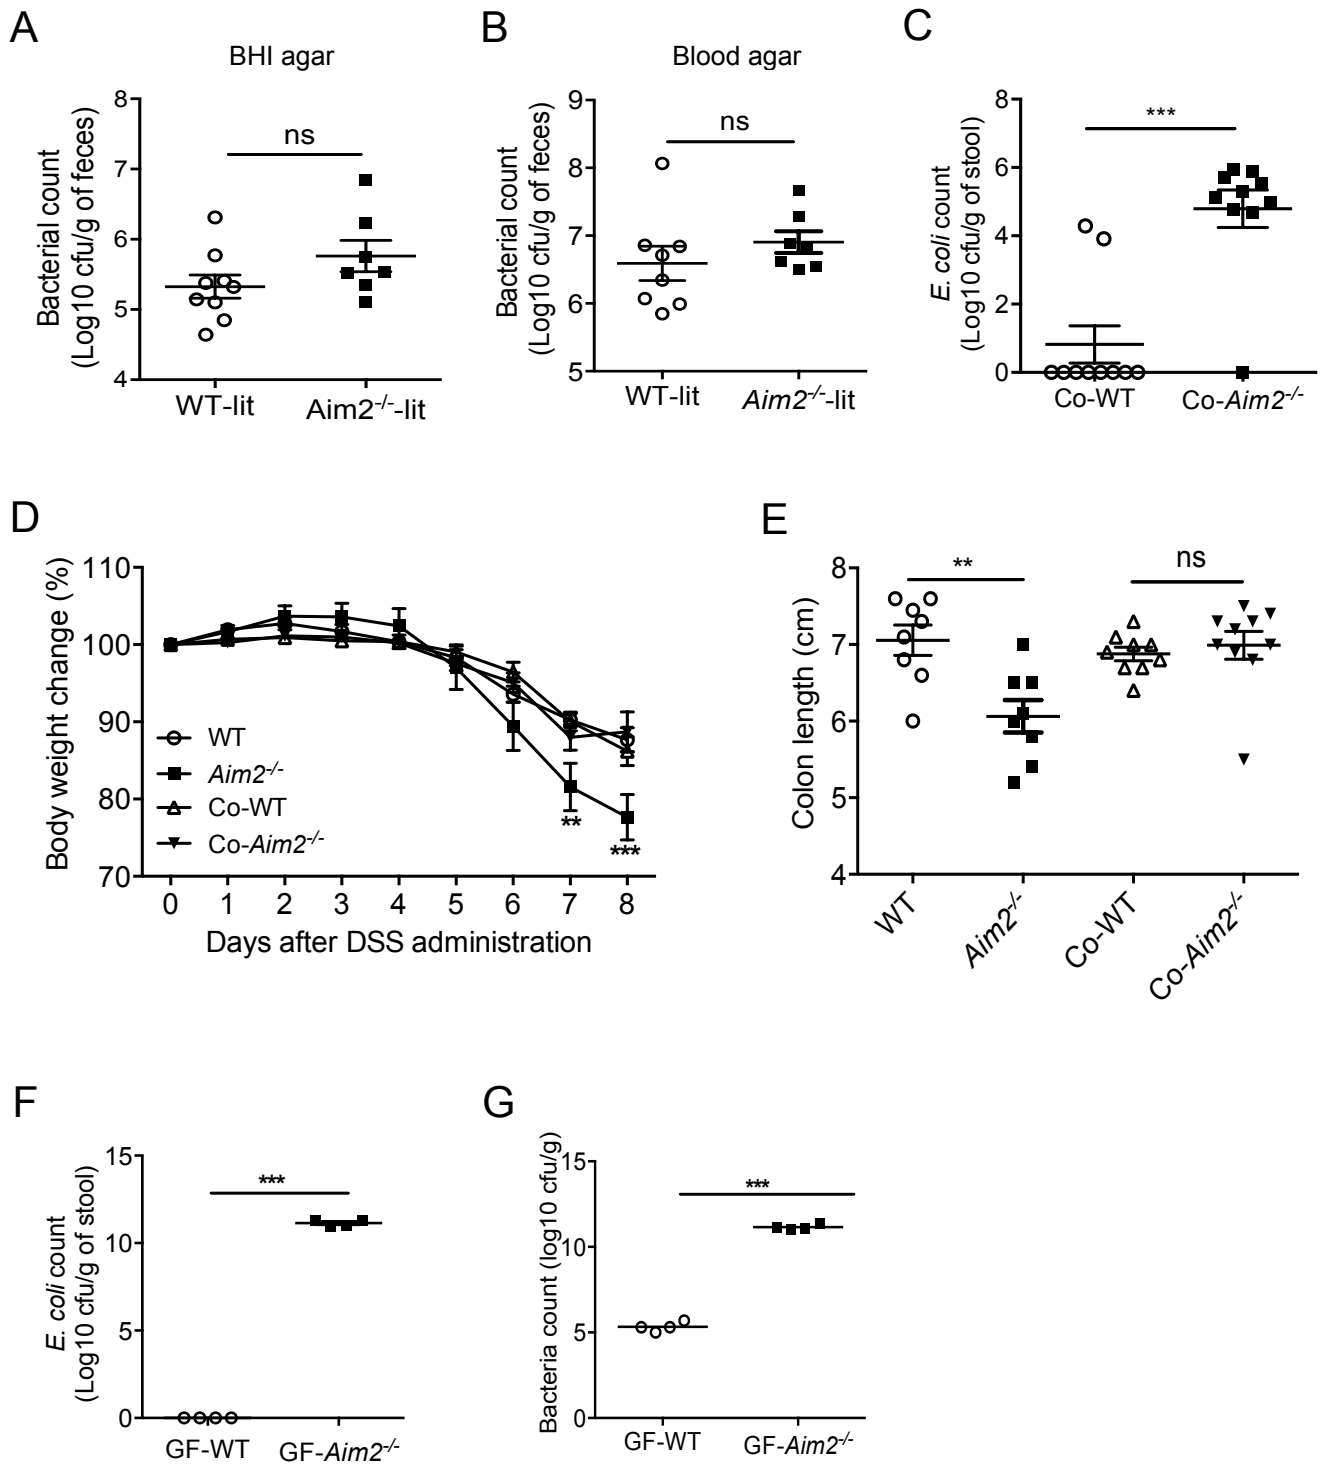 A
BHI agar
Bacterial count
(Log10 cfu/g of feces)
8
7
6
5
4
ns
WT-lit
Aim2-/--lit
B
Blood agar
Bacterial count
(Log10 cfu/g of feces)
9
8
7
6
5
ns
WT-lit
Aim2-/--lit
C
E. coli count
(Log10 cfu/g of stool)
8
6
4
2
0
***
Co-WT
Co-Aim2-/-
D
Body weight change (%)
110
100
90
80
70
WT
Aim2-/-
Co-WT
Co-Aim2-/-
**
***
0 1 2 3 4 5 6 7 8
Days after DSS administration
E
Colon length (cm)
8
7
6
5
4
**
ns
WT
Aim2-/-
Co-WT
Co-Aim2-/-
F
E. coli count
(Log10 cfu/g of stool)
15
10
5
0
***
GF-WT
GF-Aim2-/-
G
Bacteria count (log10 cfu/g)
15
10
5
0
***
GF-WT
GF-Aim2-/-